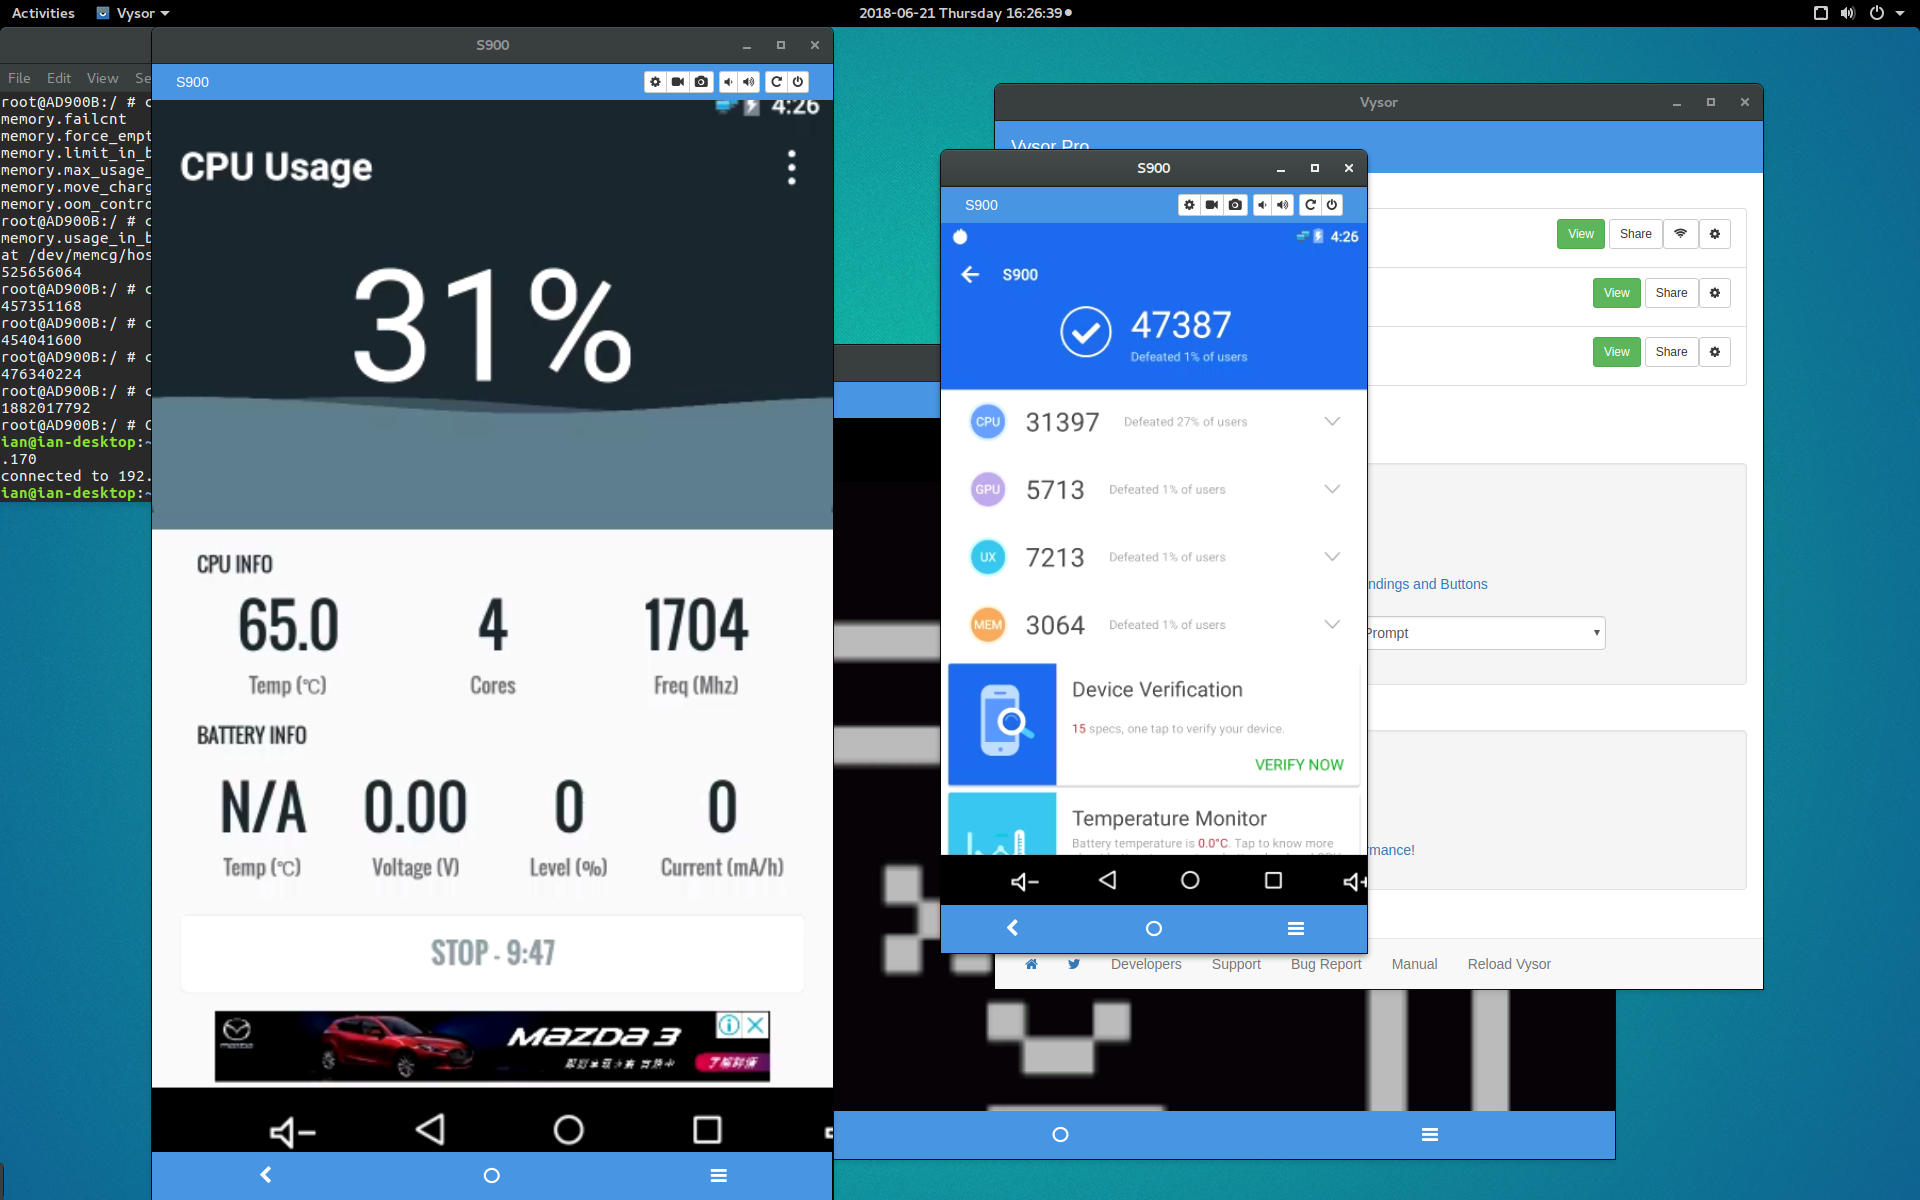 Activities
Vysor
2018-06-21 Thursday 16:26:39
File Edit View Se
root@AD900B:/ # c
memory.failcnt
memory.force_empt
memory.limit_in_b
memory.max_usage_
memory.move_charg
memory.oom_contro
root@AD900B:/ # c
memory.usage_in_b
at /dev/memcg/hos
525656064
root@AD900B:/ # c
457351168
root@AD900B:/ # c
454041600
root@AD900B:/ # c
476340224
root@AD900B:/ # c
1882017792
root@AD900B:/ # C
ian@ian-desktop:~
.170
connected to 192.
ian@ian-desktop:~
S900
S900
4:26
CPU Usage
31%
CPU INFO
65.0 4 1704
Temp (℃) Cores Freq (Mhz)
BATTERY INFO
N/A 0.00 0 0
Temp (℃) Voltage (V) Level (%) Current (mA/h)
STOP - 9:47
mazda
mazda 3
了解詳情
S900
S900
4:26
S900
47387
Defeated 1% of users
CPU 31397 Defeated 27% of users
GPU 5713 Defeated 1% of users
UX 7213 Defeated 1% of users
MEM 3064 Defeated 1% of users
Device Verification
15 specs, one tap to verify your device.
VERIFY NOW
Temperature Monitor
Battery temperature is 0.0°C. Tap to know more
Vysor
Vysor Pro
View Share
View Share
View Share
ndings and Buttons
Prompt
rmance!
Developers Support Bug Report Manual Reload Vysor